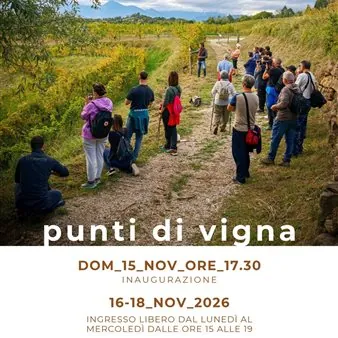 punti di vigna
DOM_15_NOV_ORE_17.30
INAUGURAZIONE
16-18_NOV_2026
INGRESSO LIBERO DAL LUNEDÌ AL
MERCOLEDÌ DALLE ORE 15 ALLE 19